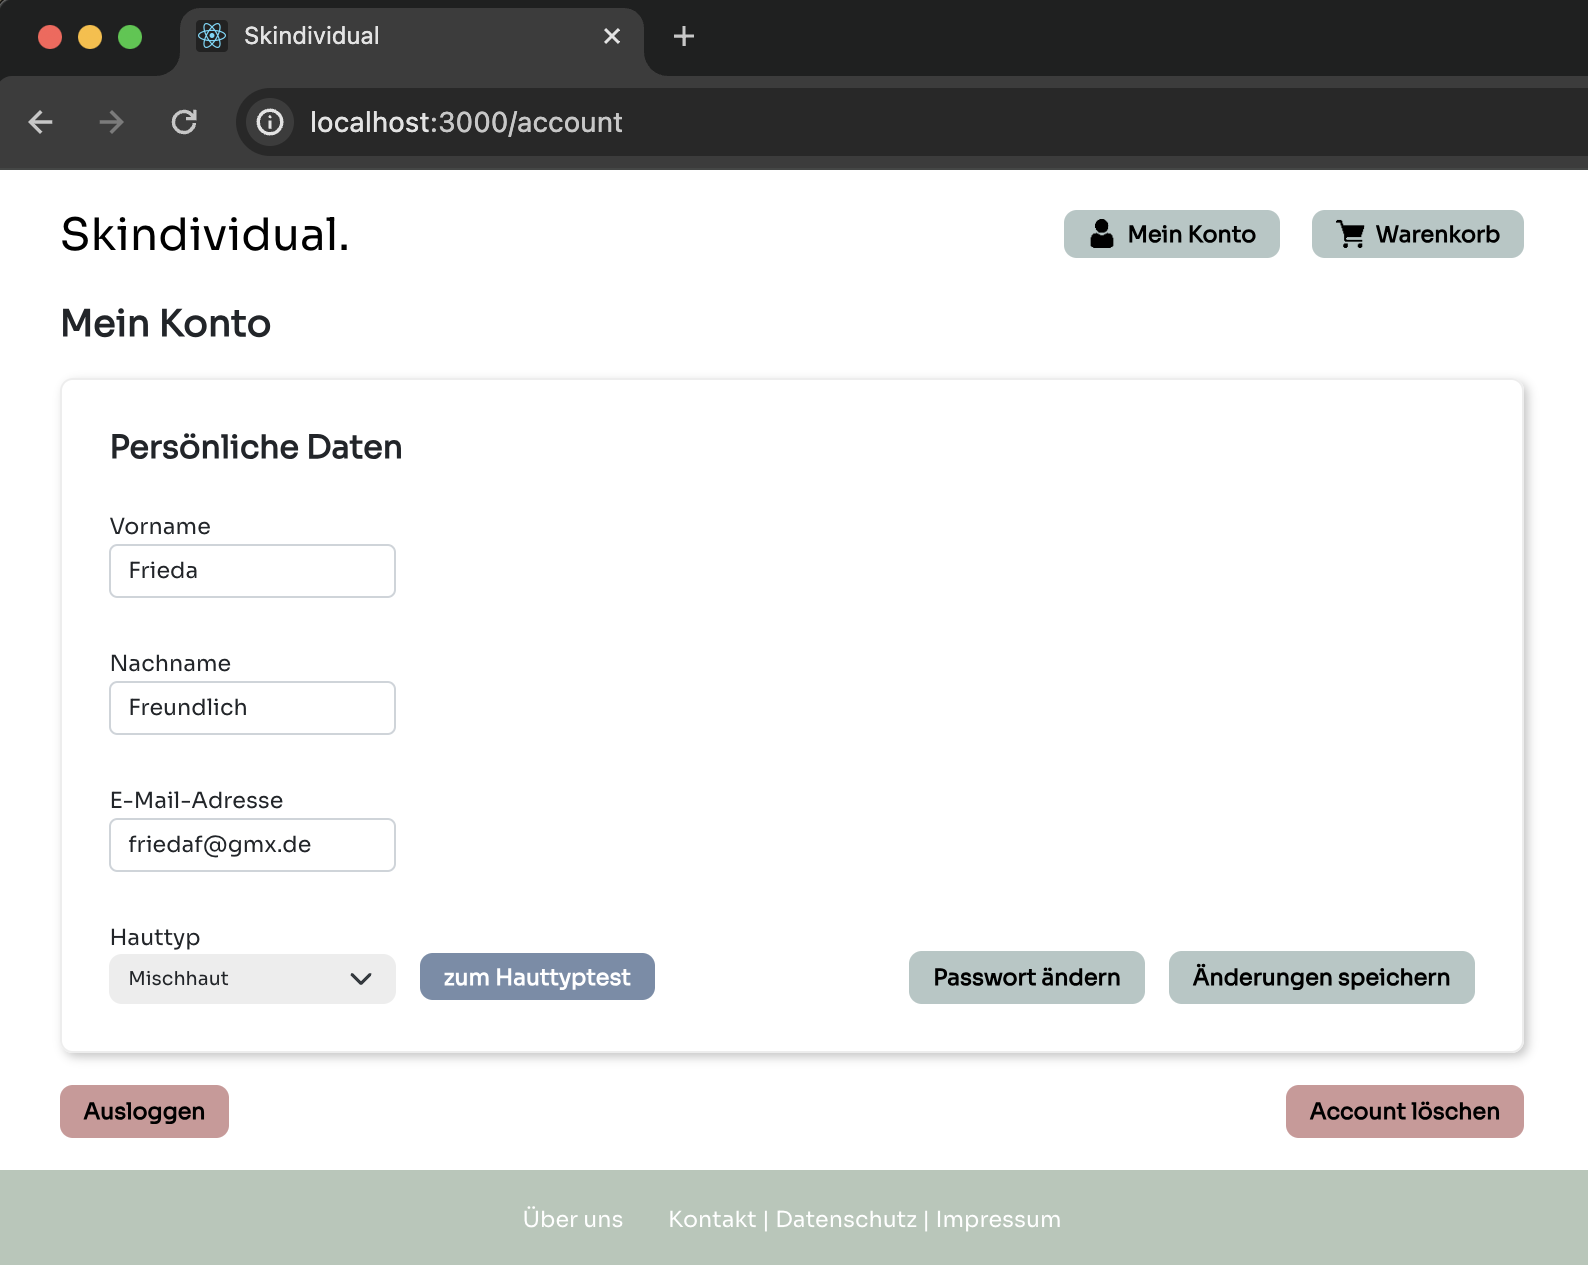 Skindividual
localhost:3000/account
Skindividual.
Mein Konto
Warenkorb
Mein Konto
Persönliche Daten
Vorname
Frieda
Nachname
Freundlich
E-Mail-Adresse
friedaf@gmx.de
Hauttyp
Mischhaut
zum Hauttyptest
Passwort ändern
Änderungen speichern
Ausloggen
Account löschen
Über uns Kontakt | Datenschutz | Impressum